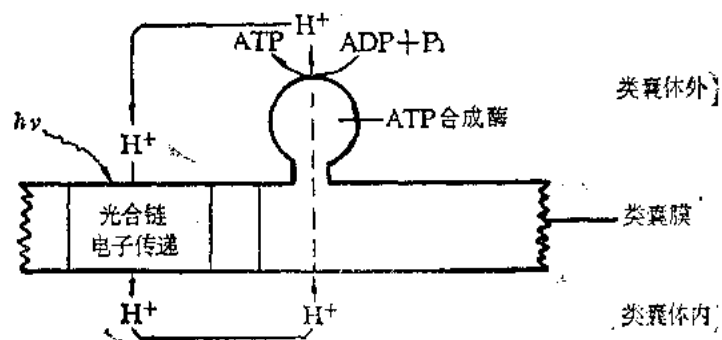 H⁺
ATP ADP+Pᵢ
类囊体外
hν
ATP合成酶
H⁺
光合链
电子传递
类囊膜
H⁺ H⁺
类囊体内